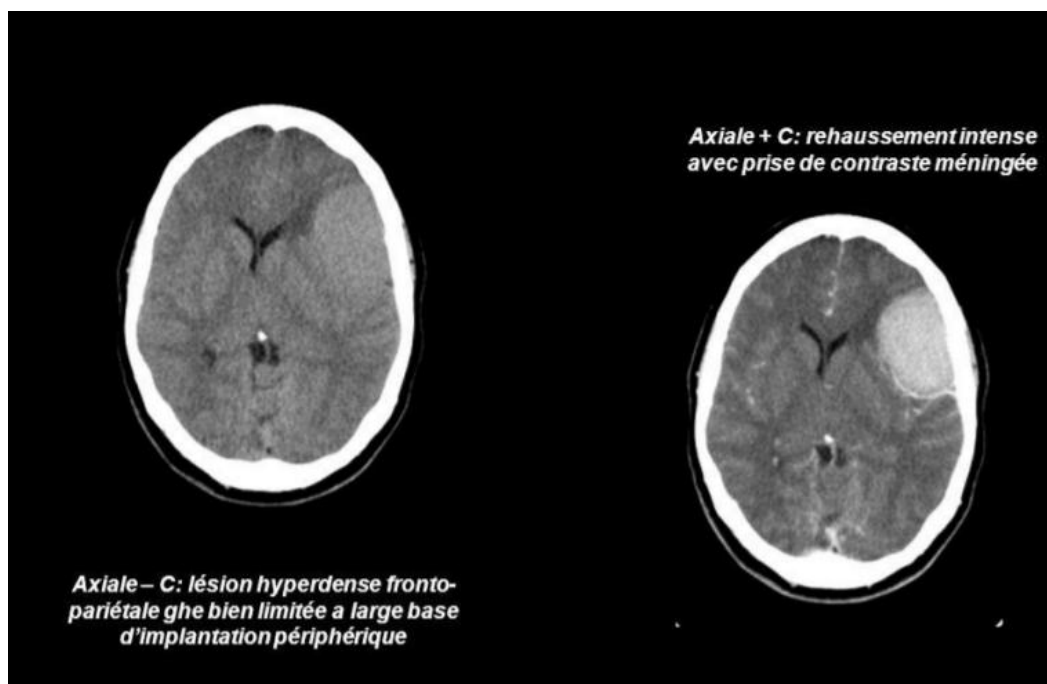 Axiale + C: rehaussement intense
avec prise de contraste méningée
Axiale – C: lésion hyperdense fronto-
pariétale ghe bien limitée a large base
d'implantation périphérique